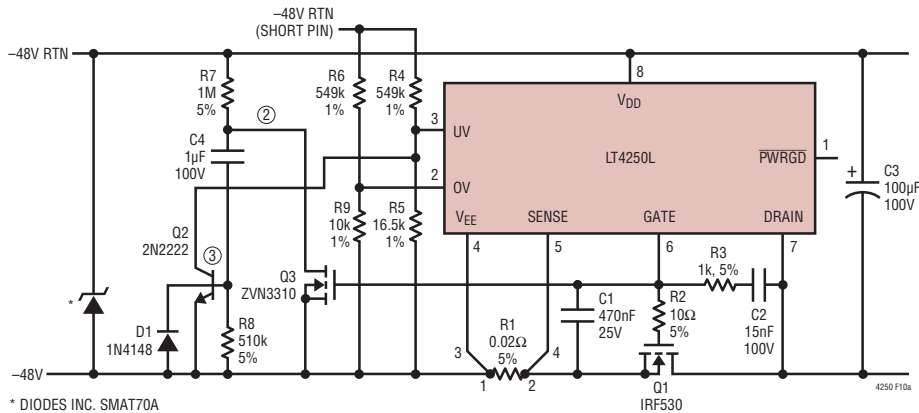 –48V RTN
(SHORT PIN)
–48V RTN
R7
1M
5%
R6
549k
1%
R4
549k
1%
8
VDD
②
3
UV
LT4250L
PWRGD
1
C4
1µF
100V
2
OV
C3
100µF
100V
+
R9
10k
1%
R5
16.5k
1%
VEE
SENSE
GATE
DRAIN
4
5
6
7
Q2
2N2222
③
R3
1k, 5%
Q3
ZVN3310
*
R2
10Ω
5%
C1
470nF
25V
C2
15nF
100V
D1
1N4148
R8
510k
5%
R1
0.02Ω
5%
3
4
–48V
1
2
Q1
IRF530
4250 F10a
* DIODES INC. SMAT70A